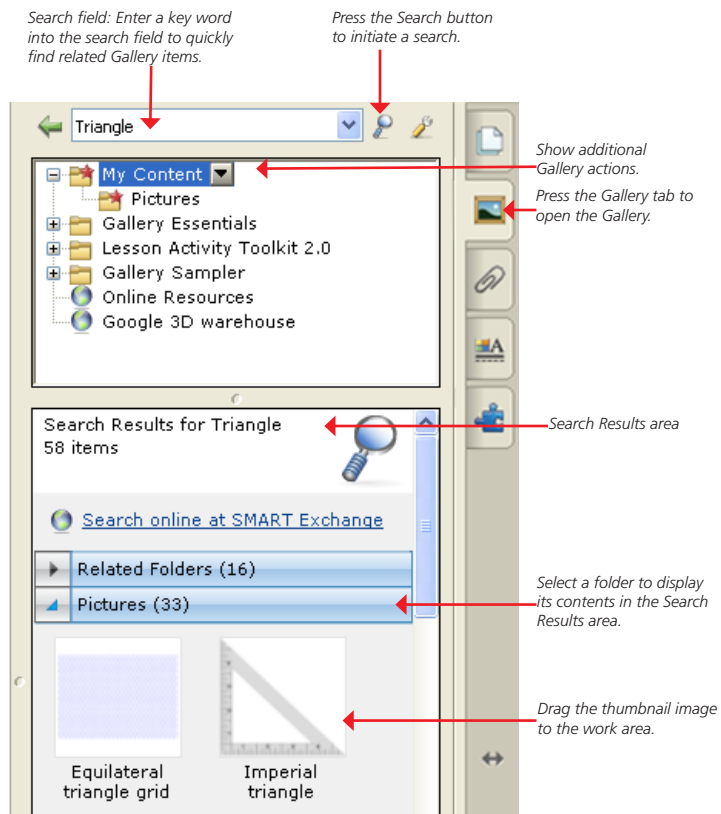 Search field: Enter a key word
into the search field to quickly
find related Gallery items.
Press the Search button
to initiate a search.
Triangle
My Content
Pictures
Gallery Essentials
Lesson Activity Toolkit 2.0
Gallery Sampler
Online Resources
Google 3D warehouse
Show additional
Gallery actions.
Press the Gallery tab to
open the Gallery.
A
Search Results for Triangle
58 items
Search Results area
Search online at SMART Exchange
Related Folders (16)
Pictures (33)
Select a folder to display
its contents in the Search
Results area.
Drag the thumbnail image
to the work area.
Equilateral
triangle grid
Imperial
triangle